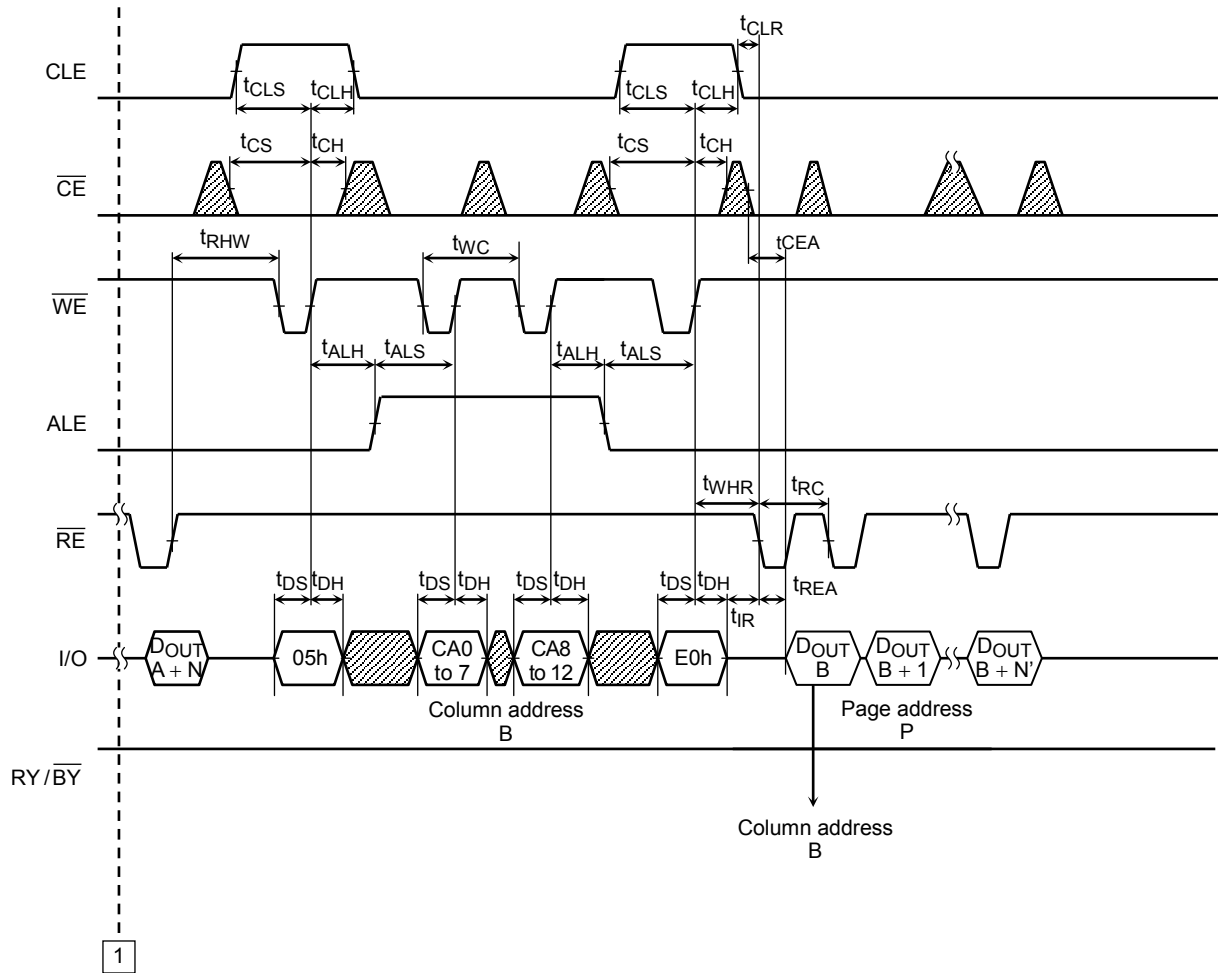 tCLR
CLE
tCLS tCLH tCLS tCLH
tCS tCH tCS tCH
CE
tRHW tWC tCEA
WE
tALH tALS tALH tALS
ALE
tWHR tRC
RE
tDS tDH tDS tDH tDS tDH tDS tDH tREA
tIR
I/O
DOUT
A + N
05h
CA0
to 7
CA8
to 12
E0h
DOUT
B
DOUT
B + 1
DOUT
B + N’
Column address
B
Page address
P
RY/BY
Column address
B
1